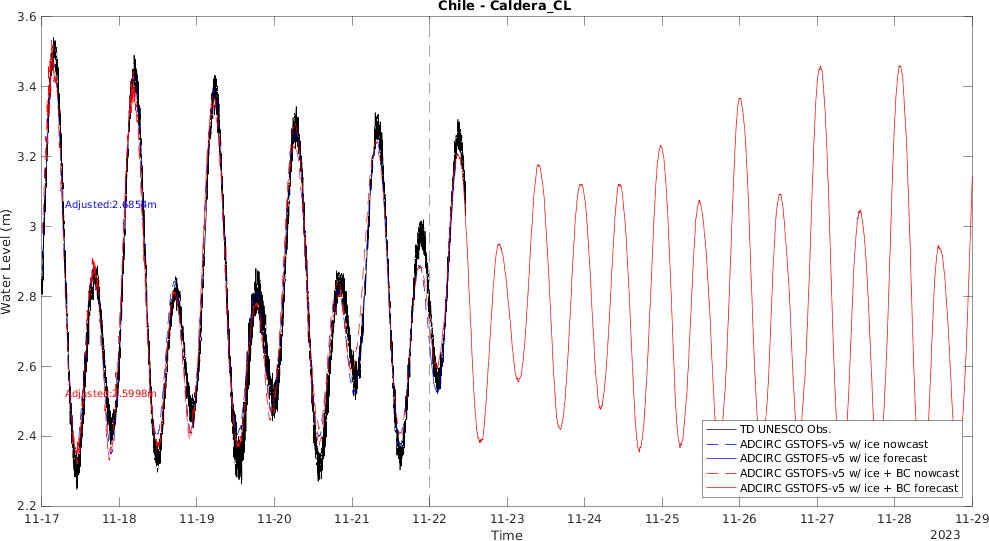 Chile - Caldera_CL
3.6
3.4
3.2
3
2.8
2.6
2.4
2.2
Water Level (m)
Adjusted:2.6854m
Adjusted:2.5998m
TD UNESCO Obs.
ADCIRC GSTOFS-v5 w/ ice nowcast
ADCIRC GSTOFS-v5 w/ ice forecast
ADCIRC GSTOFS-v5 w/ ice + BC nowcast
ADCIRC GSTOFS-v5 w/ ice + BC forecast
11-17 11-18 11-19 11-20 11-21 11-22 11-23 11-24 11-25 11-26 11-27 11-28 11-29
Time
2023